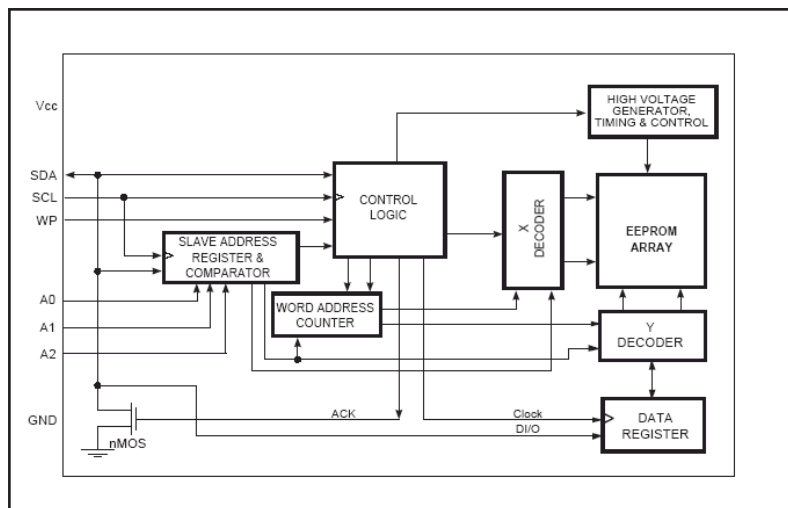 Vcc
HIGH VOLTAGE
GENERATOR,
TIMING & CONTROL
SDA
SCL
WP
CONTROL
LOGIC
X
DECODER
EEPROM
ARRAY
SLAVE ADDRESS
REGISTER &
COMPARATOR
A0
A1
A2
WORD ADDRESS
COUNTER
Y
DECODER
GND
nMOS
ACK
Clock
DI/O
DATA
REGISTER